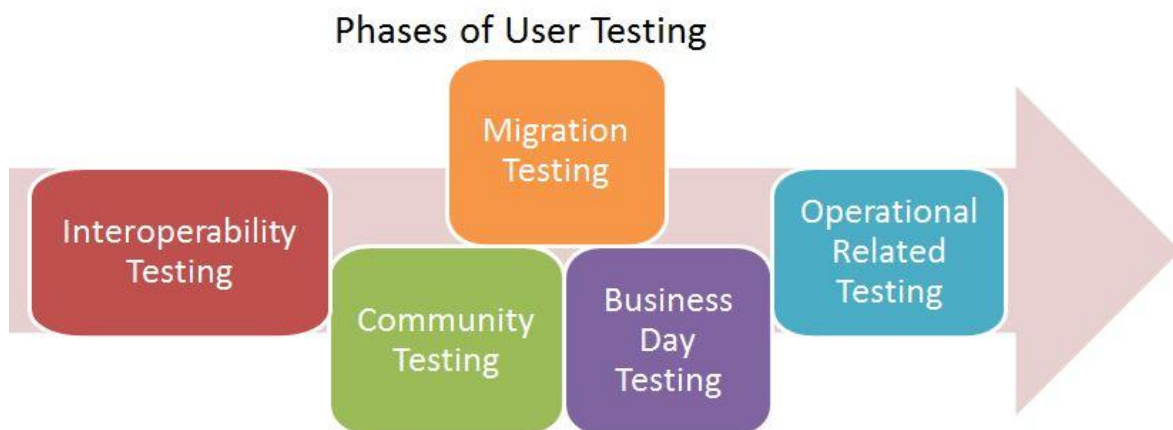 Phases of User Testing
Interoperability
Testing
Community
Testing
Migration
Testing
Business
Day
Testing
Operational
Related
Testing